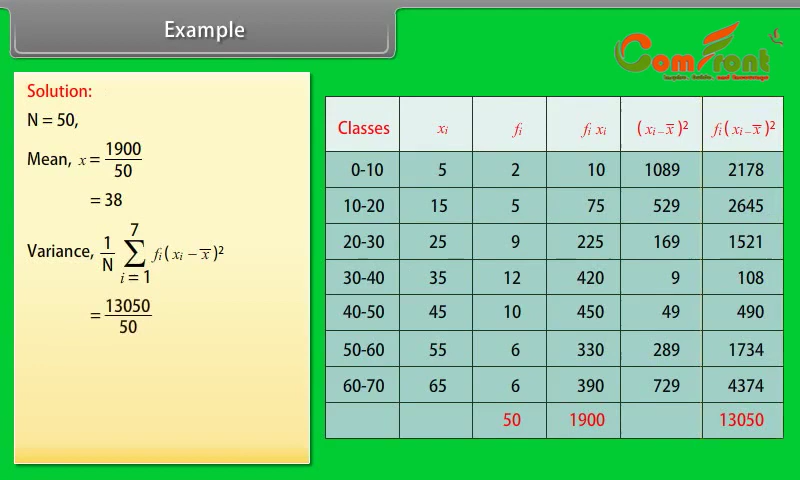 Example
ComFront
Solution:
N = 50,
Mean, x = 1900/50
= 38
Variance, 1/N ∑ i = 1 7 fi ( xi – x̅ )²
= 13050/50
Classes xi fi fi xi ( xi – x̅ )² fi ( xi – x̅ )²
0-10 5 2 10 1089 2178
10-20 15 5 75 529 2645
20-30 25 9 225 169 1521
30-40 35 12 420 9 108
40-50 45 10 450 49 490
50-60 55 6 330 289 1734
60-70 65 6 390 729 4374
50 1900 13050